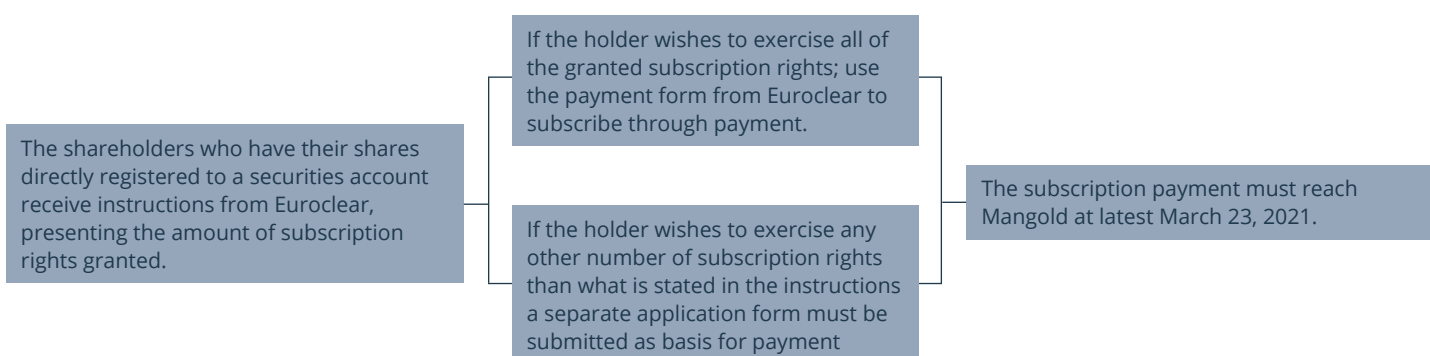 The shareholders who have their shares
directly registered to a securities account
receive instructions from Euroclear,
presenting the amount of subscription
rights granted.
If the holder wishes to exercise all of
the granted subscription rights; use
the payment form from Euroclear to
subscribe through payment.
If the holder wishes to exercise any
other number of subscription rights
than what is stated in the instructions
a separate application form must be
submitted as basis for payment
The subscription payment must reach
Mangold at latest March 23, 2021.